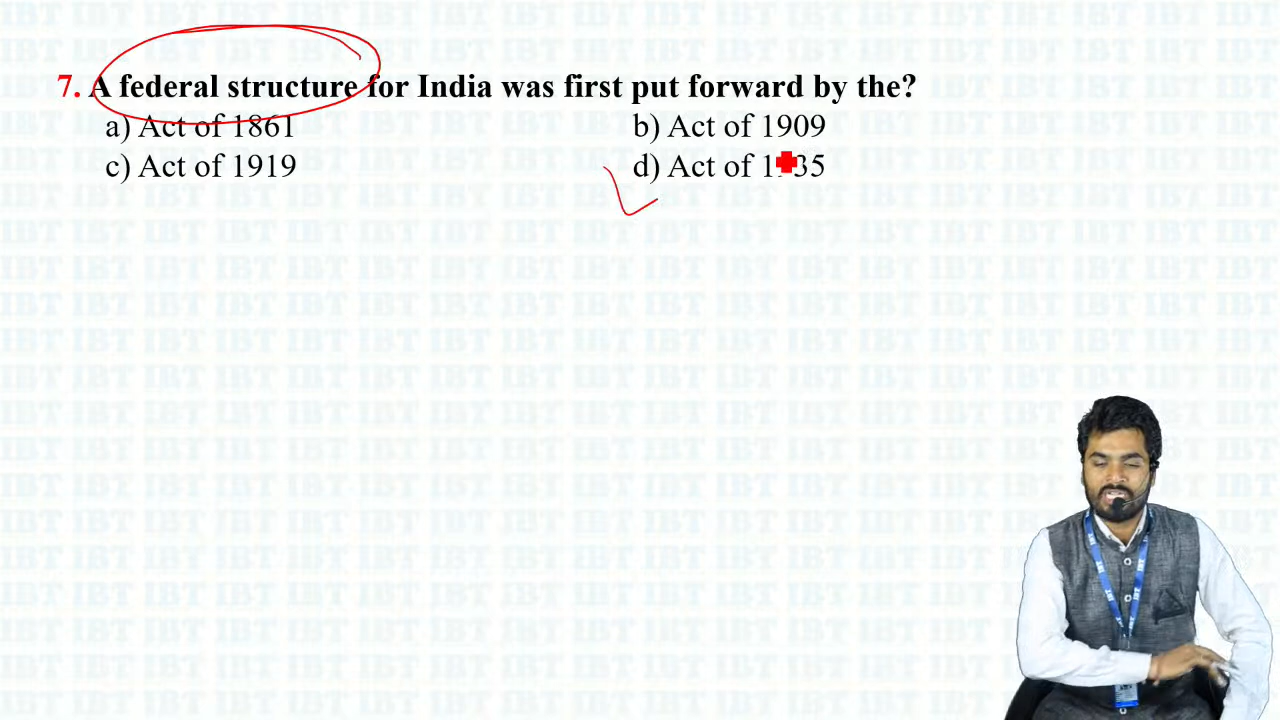 7. A federal structure for India was first put forward by the?
a) Act of 1861
b) Act of 1909
c) Act of 1919
d) Act of